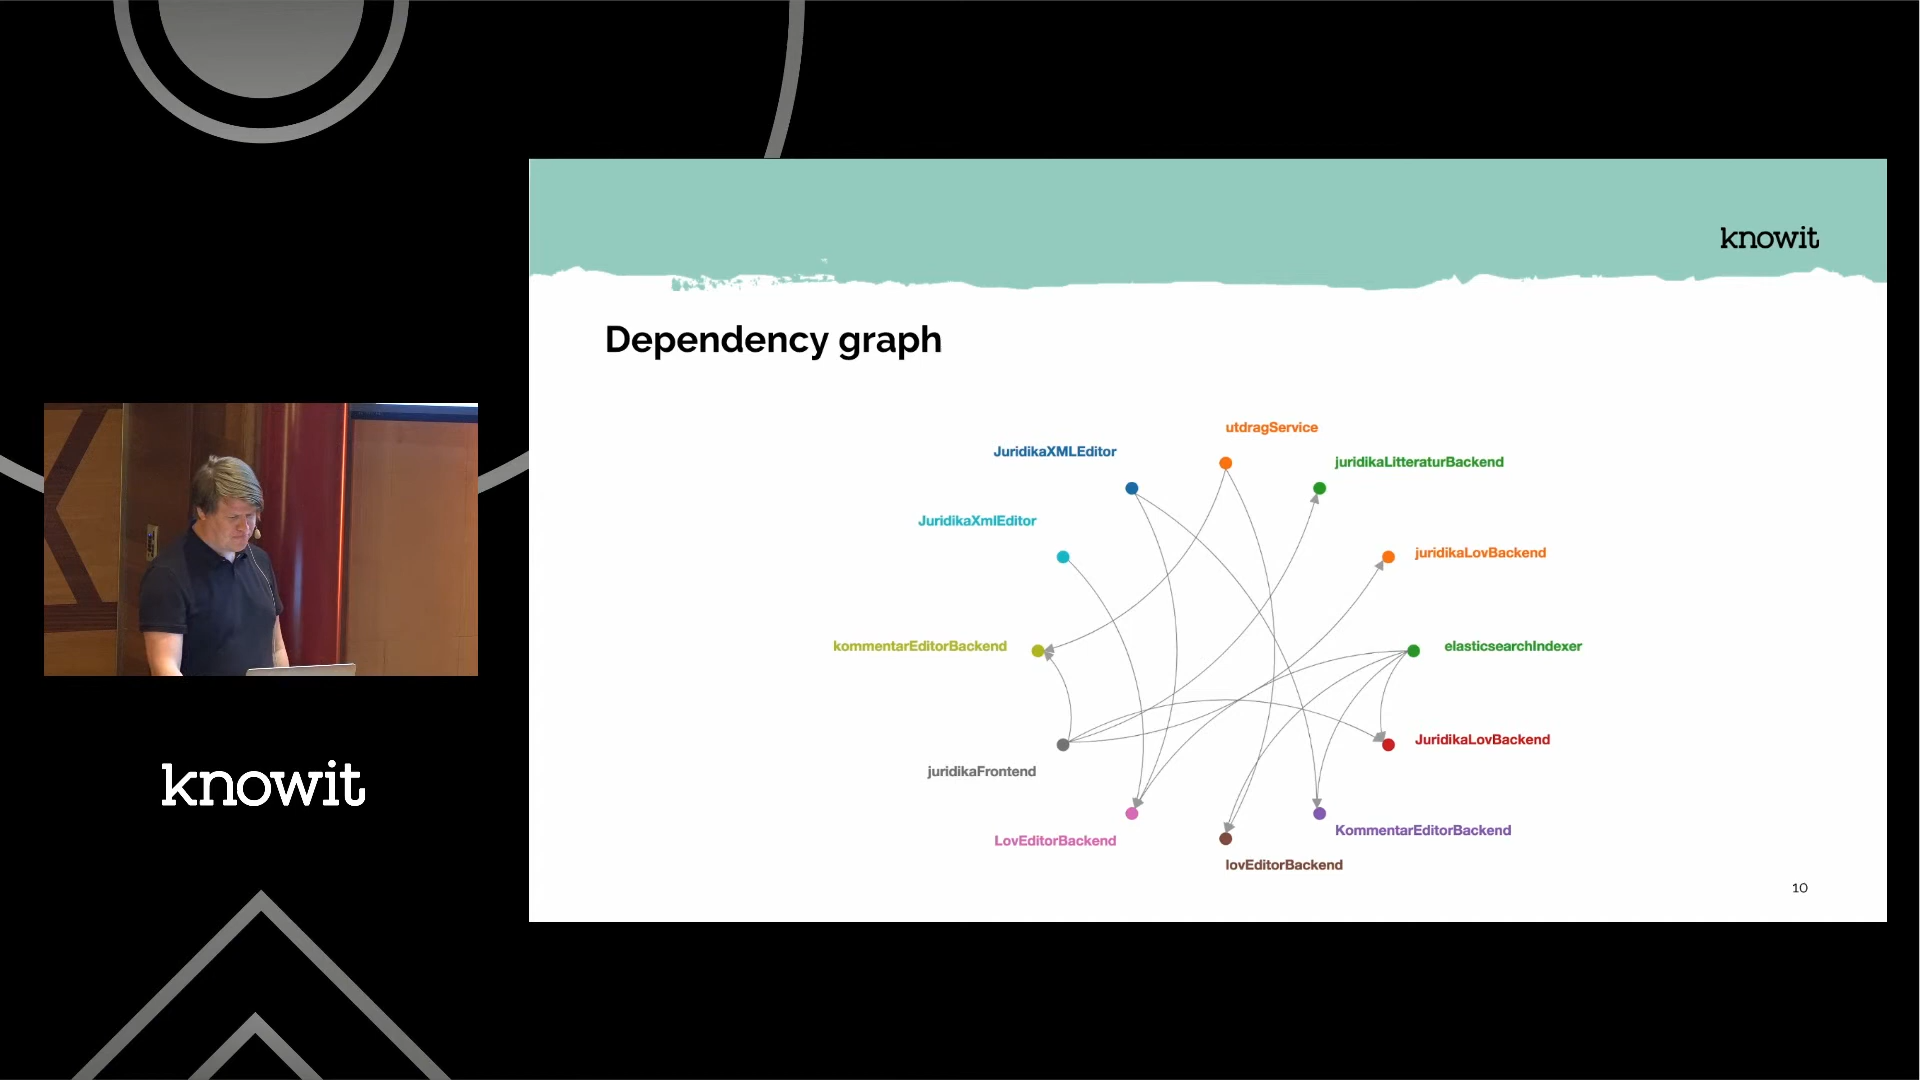 knowit
Dependency graph
utdragService
JuridikaXMLEditor
juridikaLitteraturBackend
JuridikaXmlEditor
juridikaLovBackend
kommentarEditorBackend
elasticsearchIndexer
JuridikaLovBackend
juridikaFrontend
KommentarEditorBackend
LovEditorBackend
lovEditorBackend
10
knowit